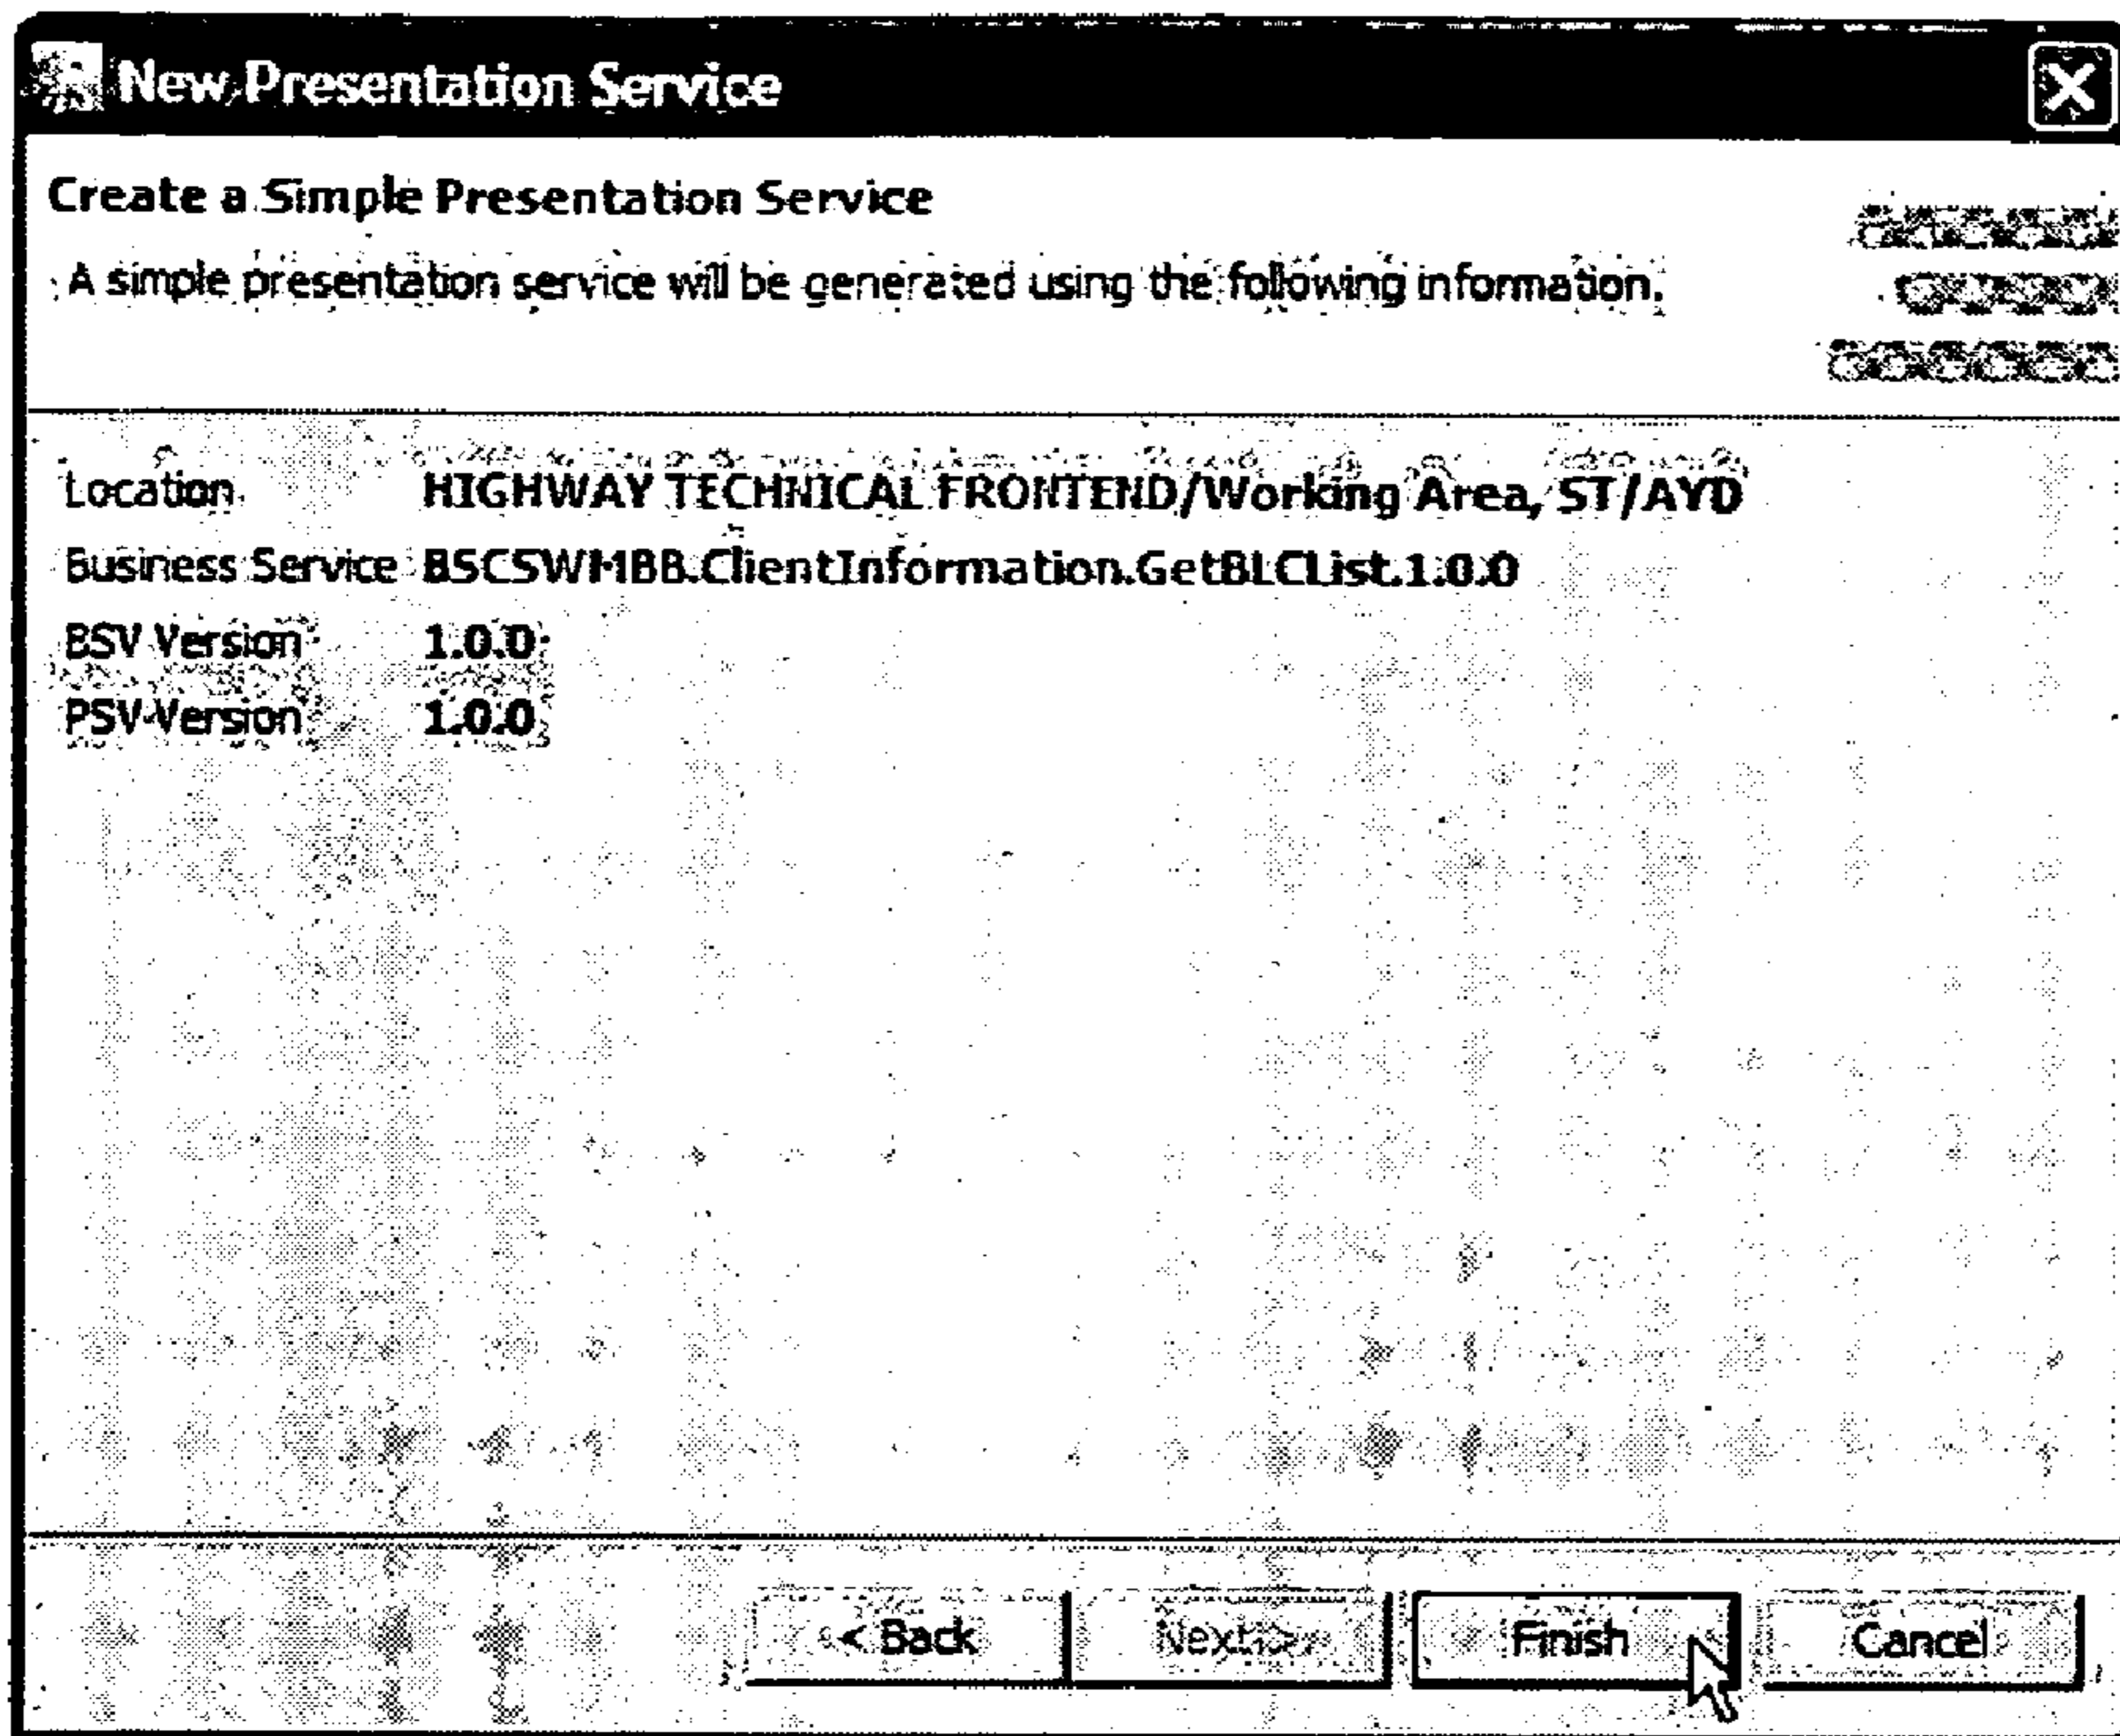 New Presentation Service
Create a Simple Presentation Service
A simple presentation service will be generated using the following information.
Location HIGHWAY TECHNICAL FRONTEND/Working Area, ST/AYD
Business Service BSCSWMBB.ClientInformation.GetBLCList.1.0.0
BSV Version 1.0.0
PSV Version 1.0.0
< Back Next > Finish Cancel